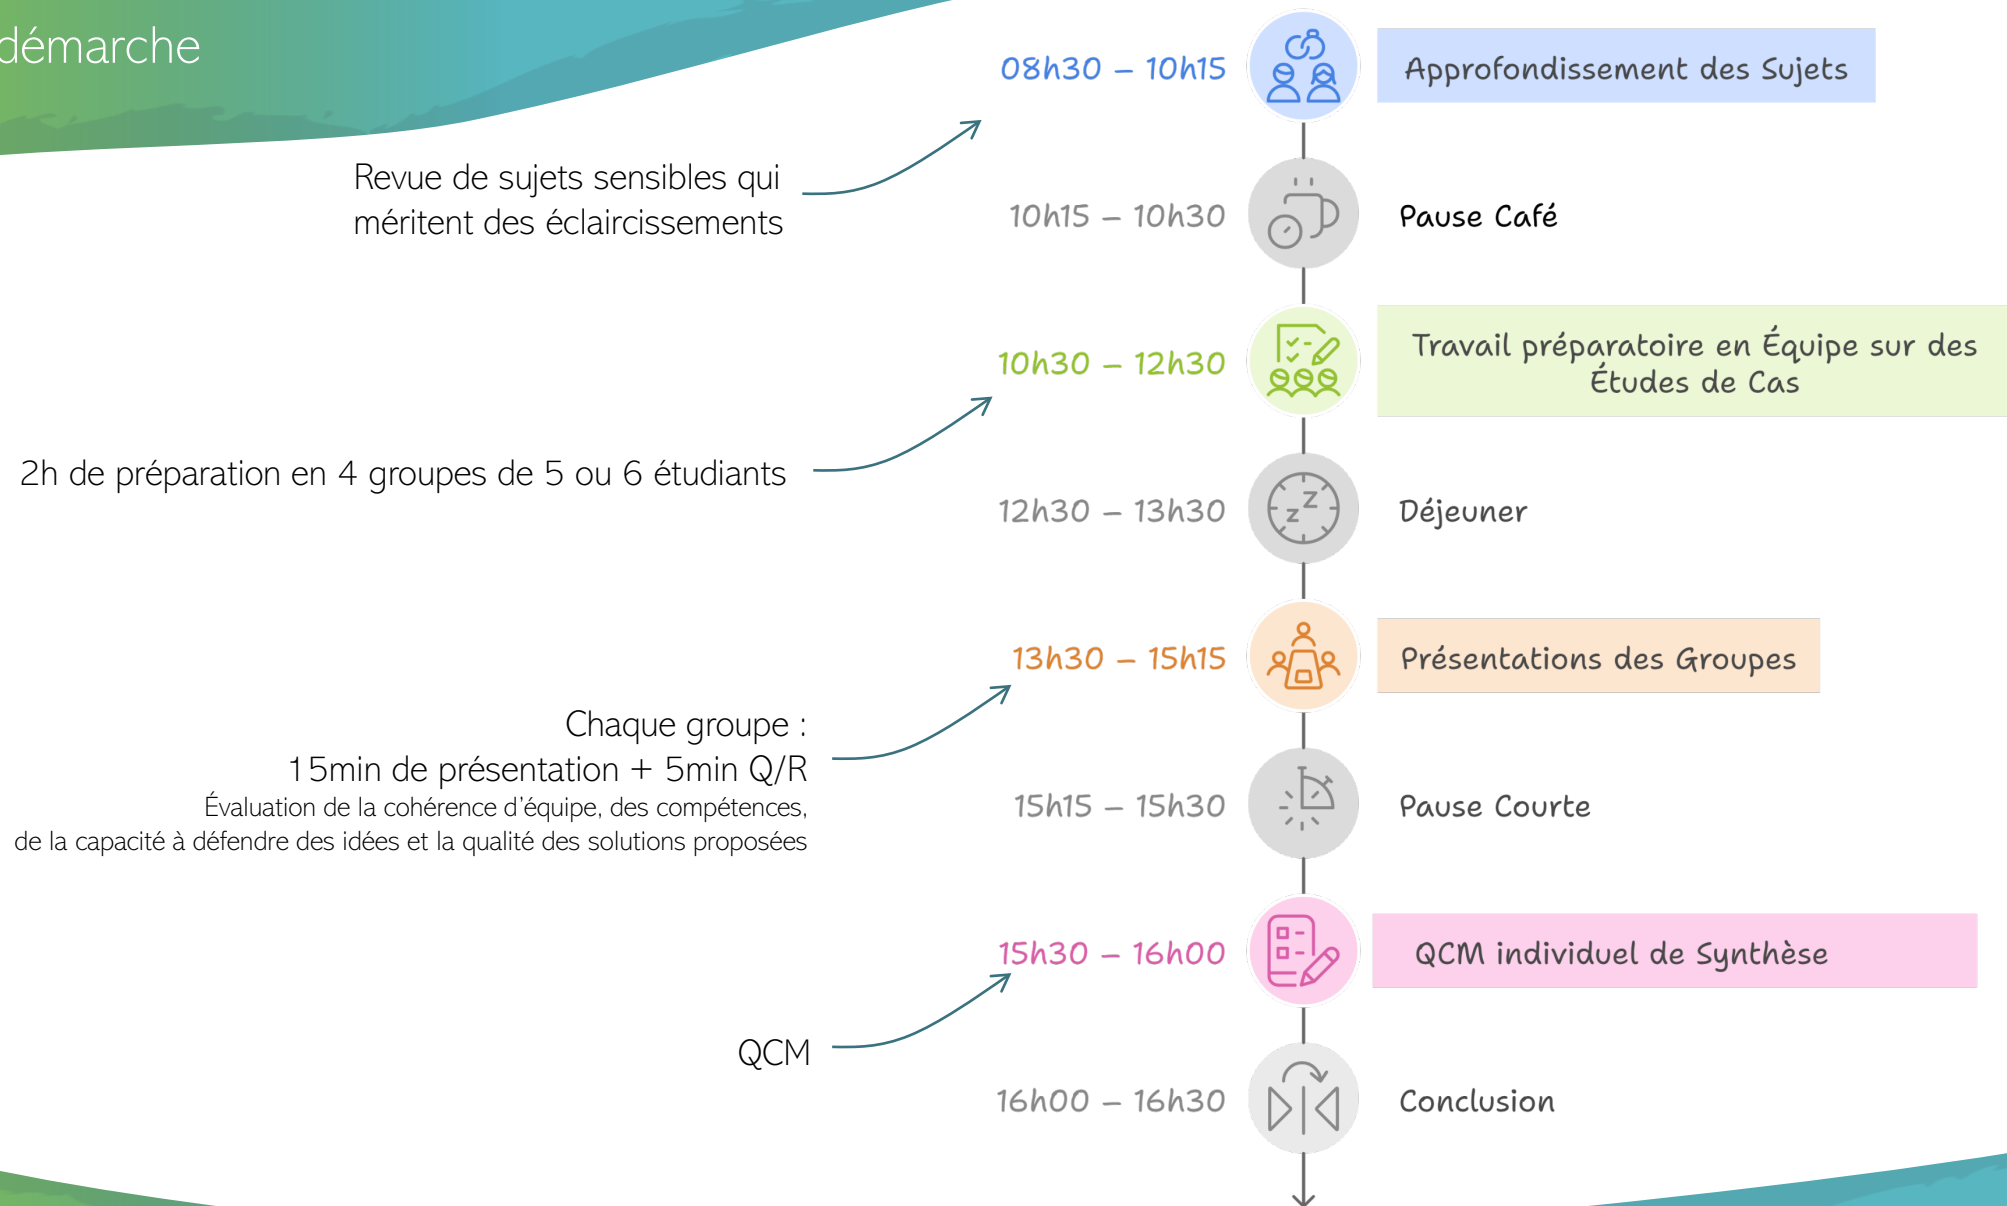 démarche
08h30 – 10h15
Approfondissement des Sujets
Revue de sujets sensibles qui
méritent des éclaircissements
10h15 – 10h30
Pause Café
10h30 – 12h30
Travail préparatoire en Équipe sur des
Études de Cas
2h de préparation en 4 groupes de 5 ou 6 étudiants
12h30 – 13h30
z z
Déjeuner
13h30 – 15h15
Présentations des Groupes
Chaque groupe :
15min de présentation + 5min Q/R
Évaluation de la cohérence d'équipe, des compétences,
de la capacité à défendre des idées et la qualité des solutions proposées
15h15 – 15h30
Pause Courte
15h30 – 16h00
QCM individuel de Synthèse
QCM
16h00 – 16h30
Conclusion